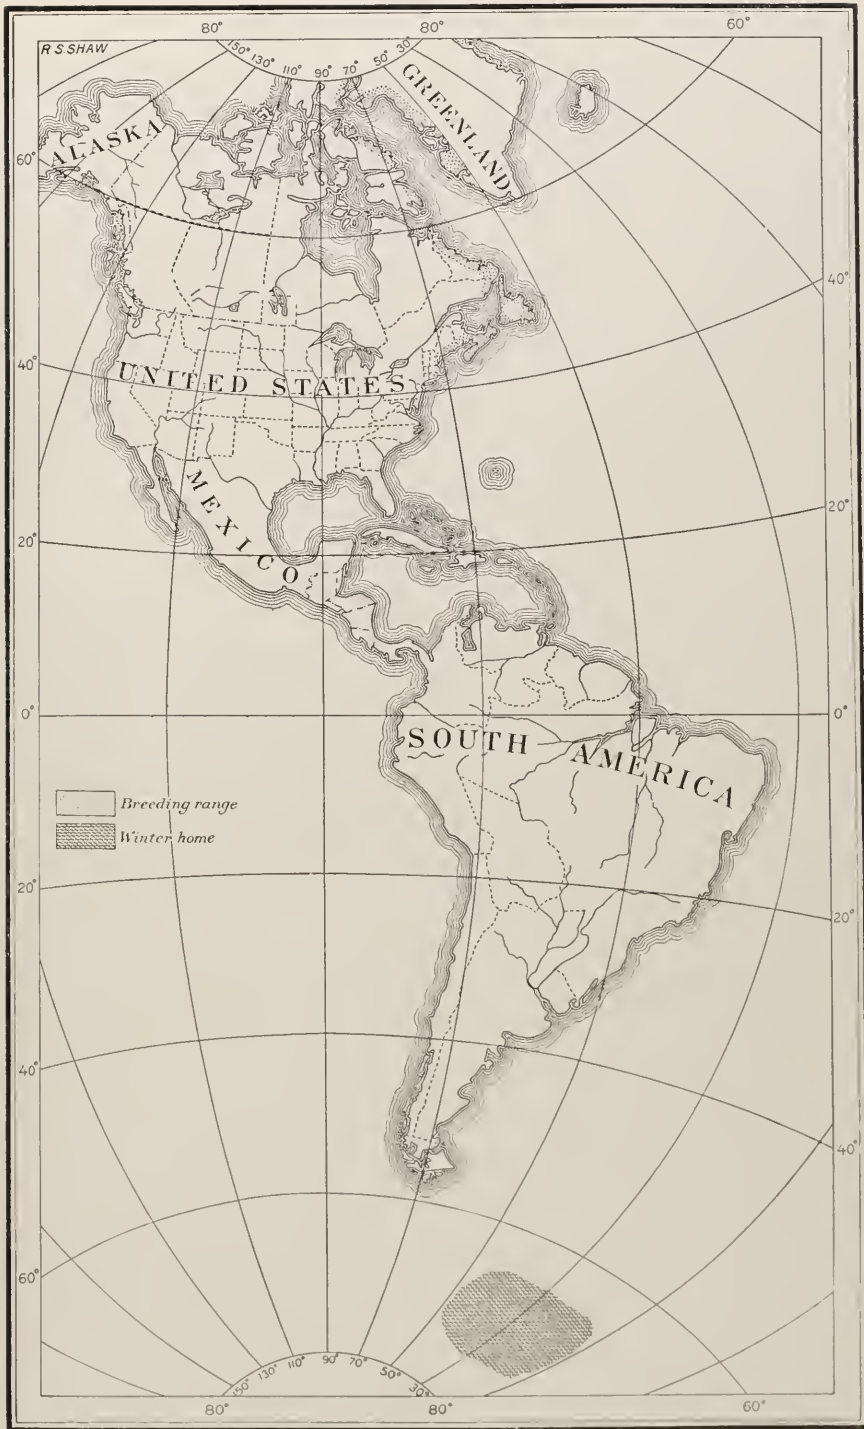 80° 80° 60°
R S. SHAW
150° 130° 110° 90° 70° 50° 30°
GREENLAND
ALASKA
60°
40°
40°
UNITED STATES
MEXICO
20°
20°
0° 0°
SOUTH AMERICA
Breeding range
Winter home
20°
20°
40°
40°
60°
150° 130° 110° 90° 70° 50° 30°
80° 80° 60°